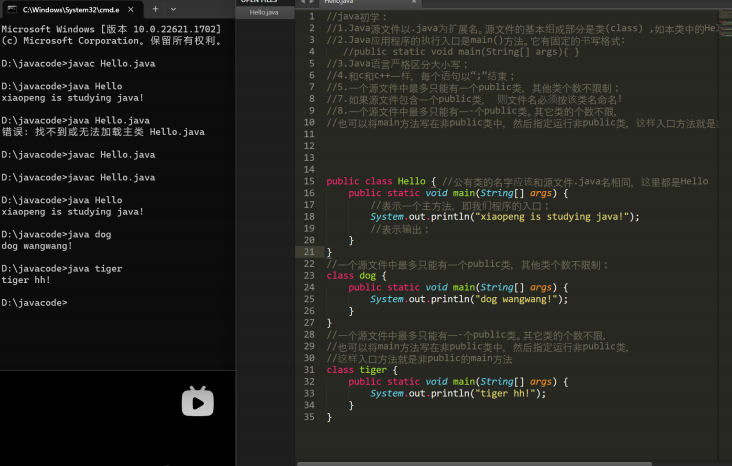 C:\Windows\System32\cmd.e
Microsoft Windows [版本 10.0.22621.1702]
(c) Microsoft Corporation。保留所有权利。
D:\javacode>javac Hello.java
D:\javacode>java Hello
xiaopeng is studying java!
D:\javacode>java Hello.java
错误: 找不到或无法加载主类 Hello.java
D:\javacode>javac Hello.java
D:\javacode>javac Hello.java
D:\javacode>java Hello
xiaopeng is studying java!
D:\javacode>java dog
dog wangwang!
D:\javacode>java tiger
tiger hh!
D:\javacode>
OPEN FILES
Hello.java
Hello.java
1 //java初学：
2 //1.Java源文件以.java为扩展名。源文件的基本组成部分是类(class) ,如本类中的Hel
3 //2.Java应用程序的执行入口是main()方法。它有固定的书写格式:
4 //public static void main(String[] args){ }
5 //3.Java语言严格区分大小写；
6 //4.和c和c++一样，每个语句以“;”结束；
7 //5.一个源文件中最多只能有一个public类，其他类个数不限制；
8 //7.如果源文件包含一个public类， 则文件名必须按该类名命名!
9 //8.一个源文件中最多只能有一-个public类。其它类的个数不限，
10 //也可以将main方法写在非public类中，然后指定运行非public类，这样入口方法就是
11
12
13
14
15 public class Hello { //公有类的名字应该和源文件.java名相同，这里都是Hello
16 public static void main(String[] args) {
17 //表示一个主方法，即我们程序的入口；
18 System.out.println("xiaopeng is studying java!");
19 //表示输出；
20 }
21 }
22 //一个源文件中最多只能有一个public类，其他类个数不限制；
23 class dog {
24 public static void main(String[] args) {
25 System.out.println("dog wangwang!");
26 }
27 }
28 //一个源文件中最多只能有一-个public类。其它类的个数不限，
29 //也可以将main方法写在非public类中，然后指定运行非public类，
30 //这样入口方法就是非public的main方法
31 class tiger {
32 public static void main(String[] args) {
33 System.out.println("tiger hh!");
34 }
35 }